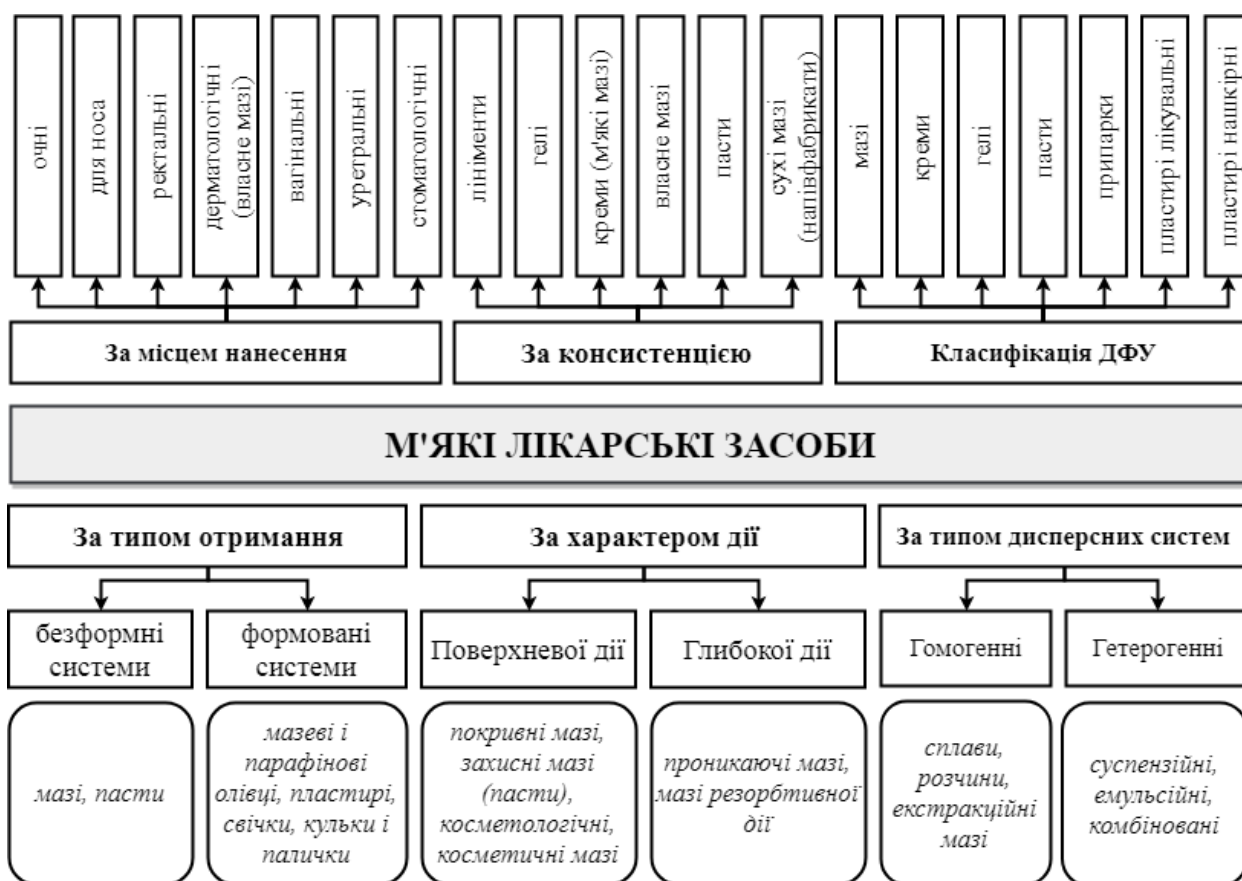 очні
для носа
ректальні
дерматологічні
(власне мазі)
вагінальні
уретральні
стоматологічні
лініменти
гелі
креми (м'які мазі)
власне мазі
пасти
сухі мазі
(напівфабрикати)
мазі
креми
гелі
пасти
припарки
пластирі лікувальні
пластирі нашкірні
За місцем нанесення
За консистенцією
Класифікація ДФУ
М'ЯКІ ЛІКАРСЬКІ ЗАСОБИ
За типом отримання
За характером дії
За типом дисперсних систем
безформні
системи
формовані
системи
Поверхневої дії
Глибокої дії
Гомогенні
Гетерогенні
мазі, пасти
мазеві і
парафінові
олівці, пластирі,
свічки, кульки і
палички
покривні мазі,
захисні мазі
(пасти),
косметологічні,
косметичні мазі
проникаючі мазі,
мазі резорбтивної
дії
сплави,
розчини,
екстракційні
мазі
суспензійні,
емульсійні,
комбіновані